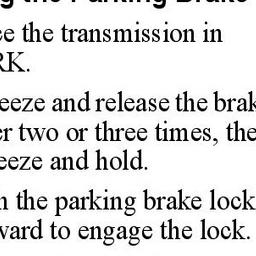 g the Parking Brake
the transmission in
and release the
two or three times,
and hold.
the parking brake
to engage the lock.